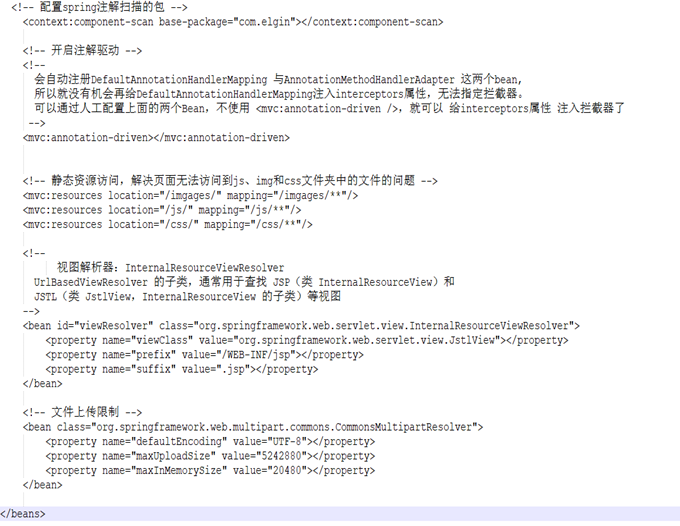 <!-- 配置spring注解扫描的包 -->
<context:component-scan base-package="com.elgin"></context:component-scan>
<!-- 开启注解驱动 -->
<!--
会自动注册DefaultAnnotationHandlerMapping 与AnnotationMethodHandlerAdapter 这两个bean,
所以就没有机会再给DefaultAnnotationHandlerMapping注入interceptors属性，无法指定拦截器。
可以通过人工配置上面的两个Bean，不使用 <mvc:annotation-driven />，就可以 给interceptors属性 注入拦截器了
-->
<mvc:annotation-driven></mvc:annotation-driven>
<!-- 静态资源访问，解决页面无法访问到js、img和css文件夹中的文件的问题 -->
<mvc:resources location="/imgages/" mapping="/imgages/**"/>
<mvc:resources location="/js/" mapping="/js/**"/>
<mvc:resources location="/css/" mapping="/css/**"/>
<!--
视图解析器：InternalResourceViewResolver
UrlBasedViewResolver 的子类，通常用于查找 JSP（类 InternalResourceView）和
JSTL（类 JstlView，InternalResourceView 的子类）等视图
-->
<bean id="viewResolver" class="org.springframework.web.servlet.view.InternalResourceViewResolver">
<property name="viewClass" value="org.springframework.web.servlet.view.JstlView"></property>
<property name="prefix" value="/WEB-INF/jsp"></property>
<property name="suffix" value=".jsp"></property>
</bean>
<!-- 文件上传限制 -->
<bean class="org.springframework.web.multipart.commons.CommonsMultipartResolver">
<property name="defaultEncoding" value="UTF-8"></property>
<property name="maxUploadSize" value="5242880"></property>
<property name="maxInMemorySize" value="20480"></property>
</bean>
</beans>